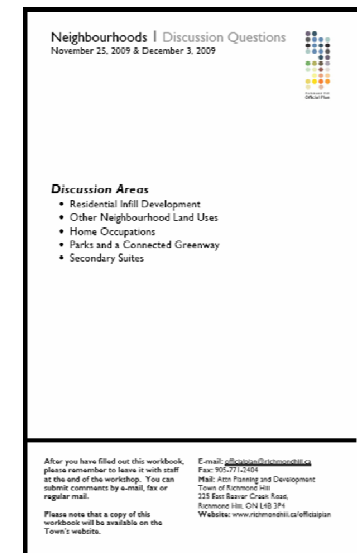 Neighbourhoods | Discussion Questions
November 25, 2009 & December 3, 2009
Official Plan
Discussion Areas
• Residential Infill Development
• Other Neighbourhood Land Uses
• Home Occupations
• Parks and a Connected Greenway
• Secondary Suites
After you have filled out this workbook,
please remember to leave it with staff
at the end of the workshop. You can
submit comments by e-mail, fax or
regular mail.
Please note that a copy of this
workbook will be available on the
Town's website.
E-mail: officialplan@richmondhill.ca
Fax: 905-771-2404
Mail: Attn Planning and Development
Town of Richmond Hill
225 East Beaver Creek Road,
Richmond Hill, ON L4B 3P4
Website: www.richmondhill.ca/officialplan